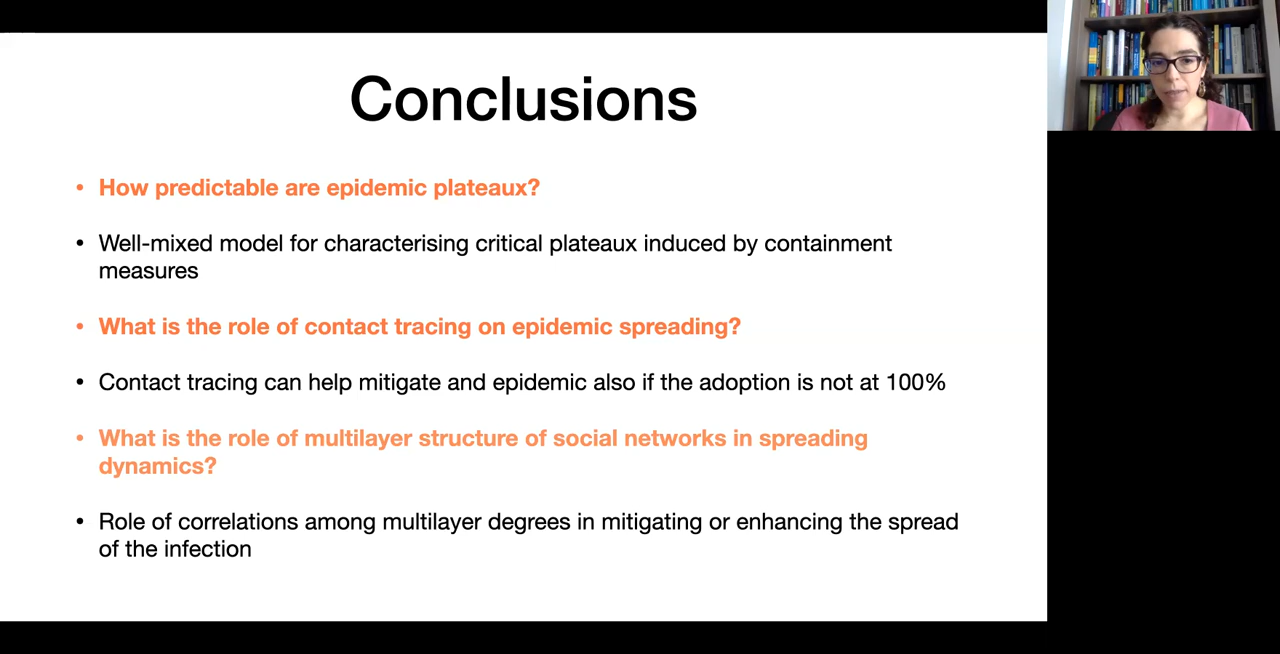 Conclusions
• How predictable are epidemic plateaux?
• Well-mixed model for characterising critical plateaux induced by containment
measures
• What is the role of contact tracing on epidemic spreading?
• Contact tracing can help mitigate and epidemic also if the adoption is not at 100%
• What is the role of multilayer structure of social networks in spreading
dynamics?
• Role of correlations among multilayer degrees in mitigating or enhancing the spread
of the infection